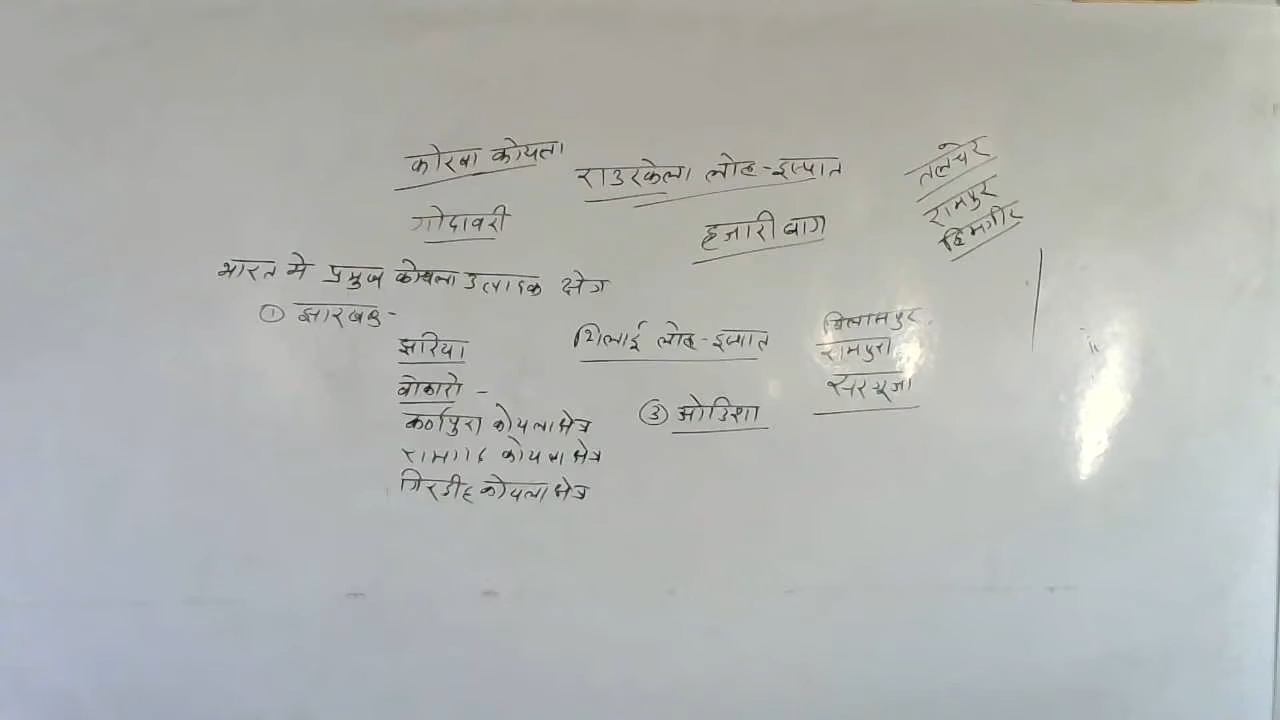 कोरबा कोयला
राउरकेला लोह-इस्पात
तलचेर
रामपुर
हिमगीर
गोदावरी
हजारीबाग
भारत मे प्रमुख कोयला उत्पादक क्षेत्र
① झारखण्ड -
झरिया
बोकारो -
कर्णपुरा कोयला क्षेत्र
रामगढ़ कोयला क्षेत्र
गिरडीह कोयला क्षेत्र
भिलाई लोह-इस्पात
③ ओडिशा
बिलासपुर
रामपुरा
सरगूजा